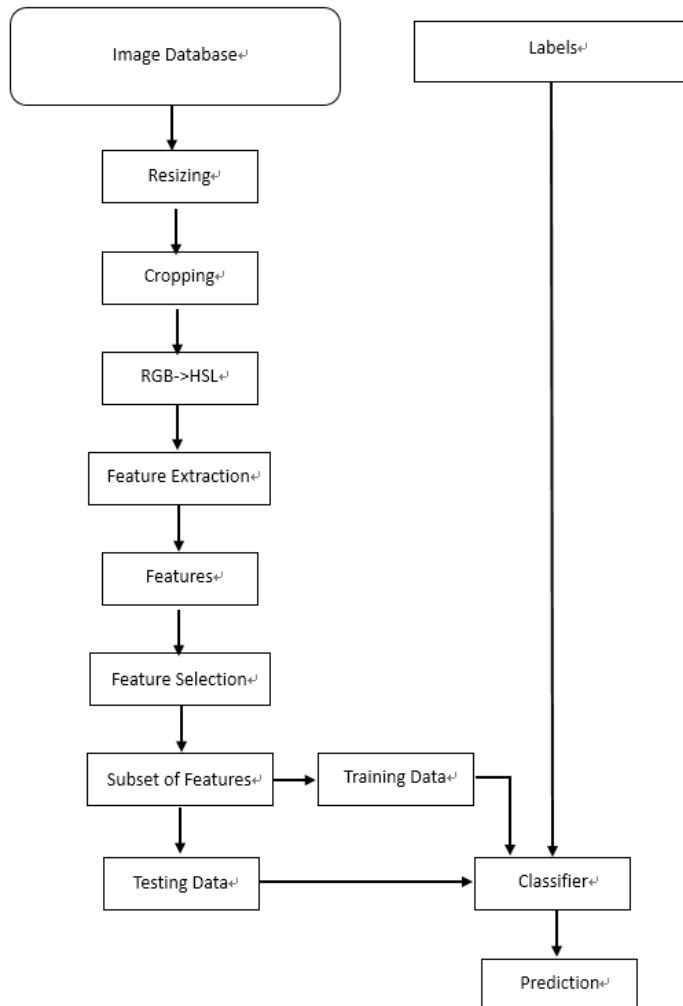 Image Database↵
Labels↵
Resizing↵
Cropping↵
RGB->HSL↵
Feature Extraction↵
Features↵
Feature Selection↵
Subset of Features↵
Training Data↵
Testing Data↵
Classifier↵
Prediction↵